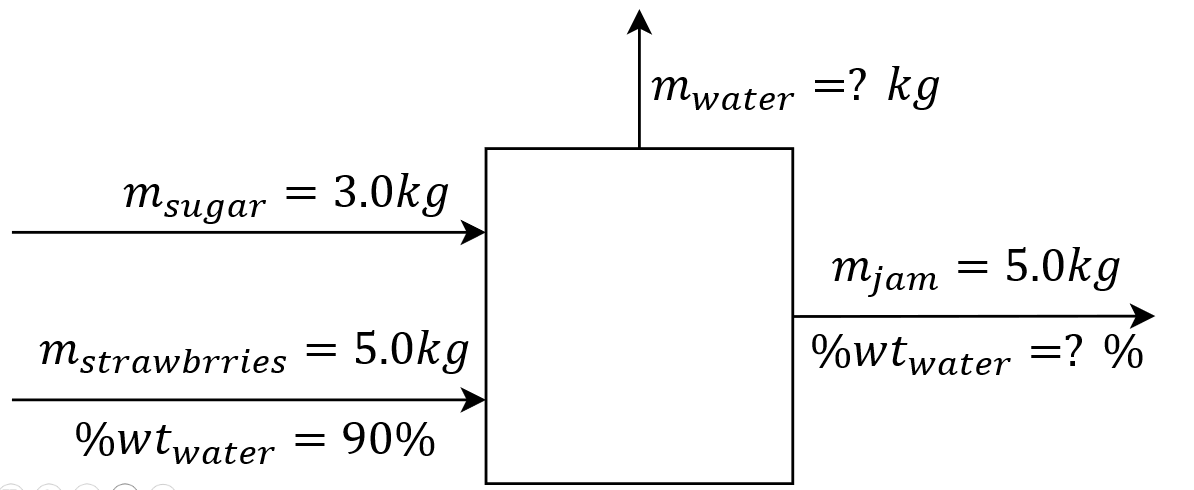 m_water =? kg
m_sugar = 3.0kg
m_jam = 5.0kg
m_strawbrries = 5.0kg
%wt_water =? %
%wt_water = 90%